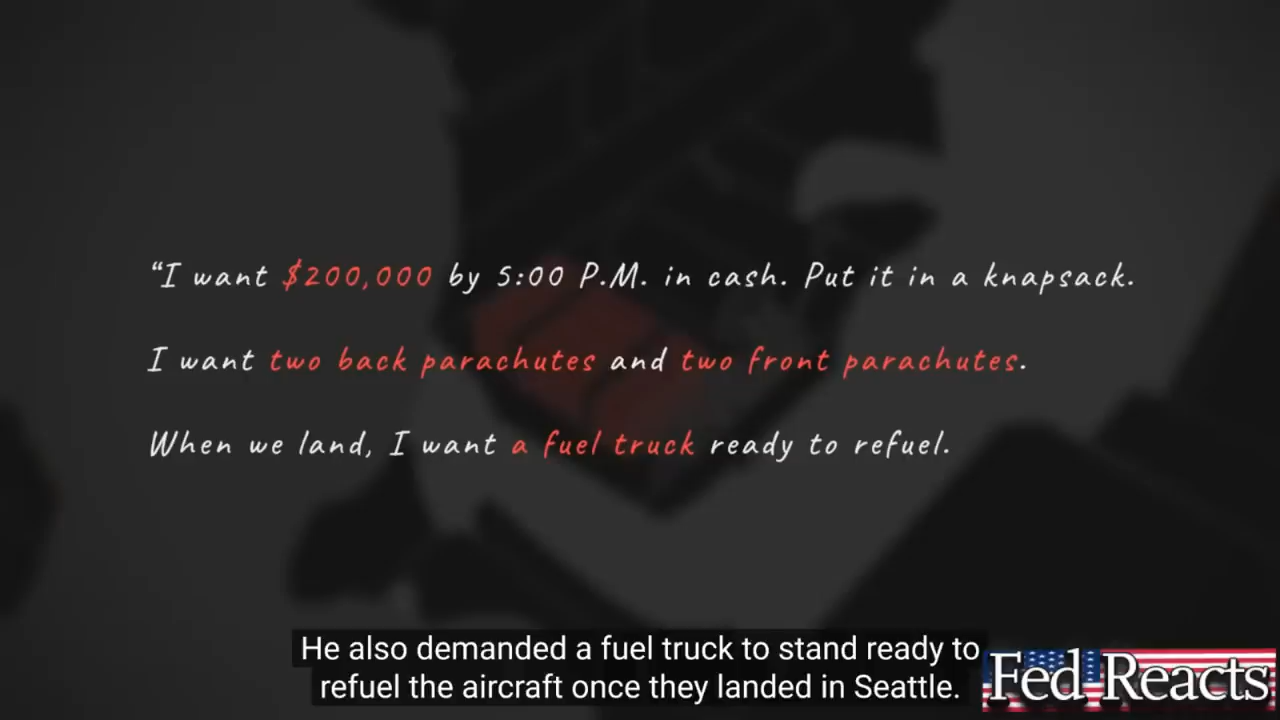 “I want $200,000 by 5:00 P.M. in cash. Put it in a knapsack.
I want two back parachutes and two front parachutes.
When we land, I want a fuel truck ready to refuel.
He also demanded a fuel truck to stand ready to
refuel the aircraft once they landed in Seattle.
Fed Reacts